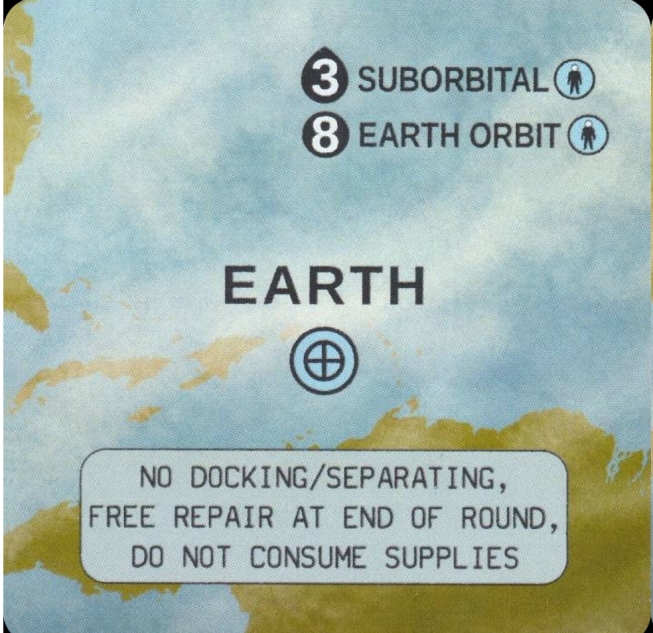 3 SUBORBITAL
8 EARTH ORBIT
EARTH
NO DOCKING/SEPARATING,
FREE REPAIR AT END OF ROUND,
DO NOT CONSUME SUPPLIES